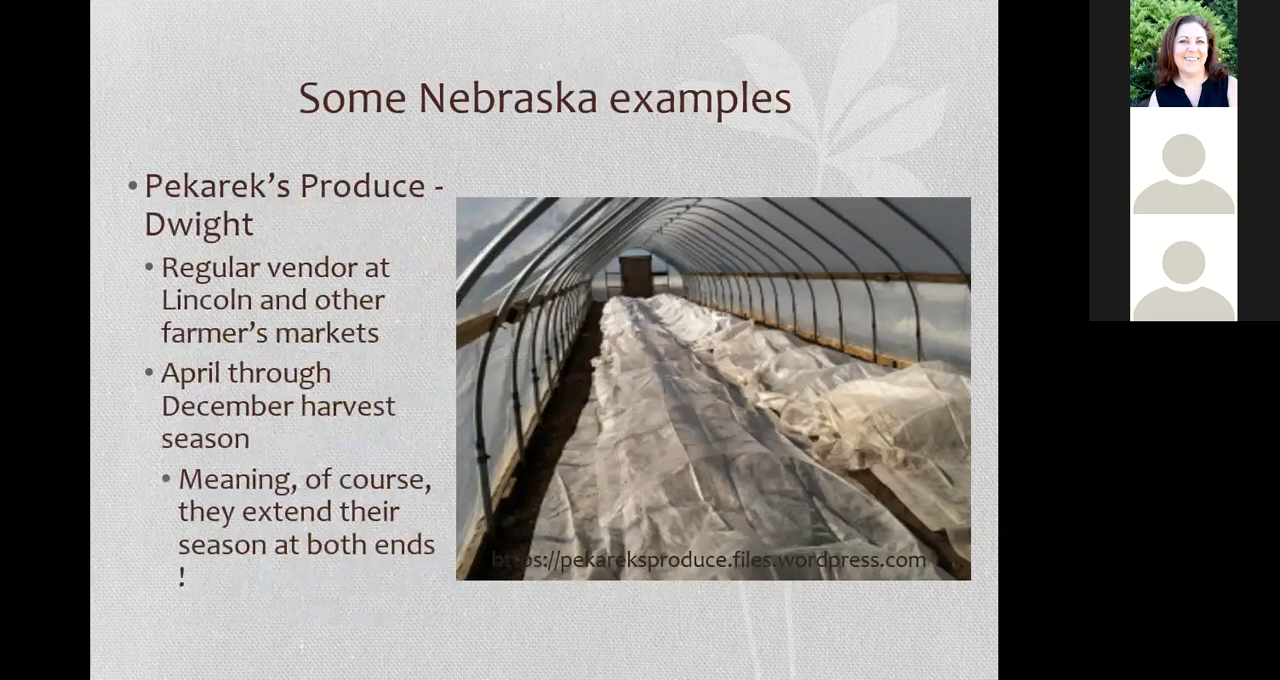 Some Nebraska examples
• Pekarek’s Produce -
Dwight
• Regular vendor at
Lincoln and other
farmer’s markets
• April through
December harvest
season
• Meaning, of course,
they extend their
season at both ends
!
https://pekareksproduce.files.wordpress.com